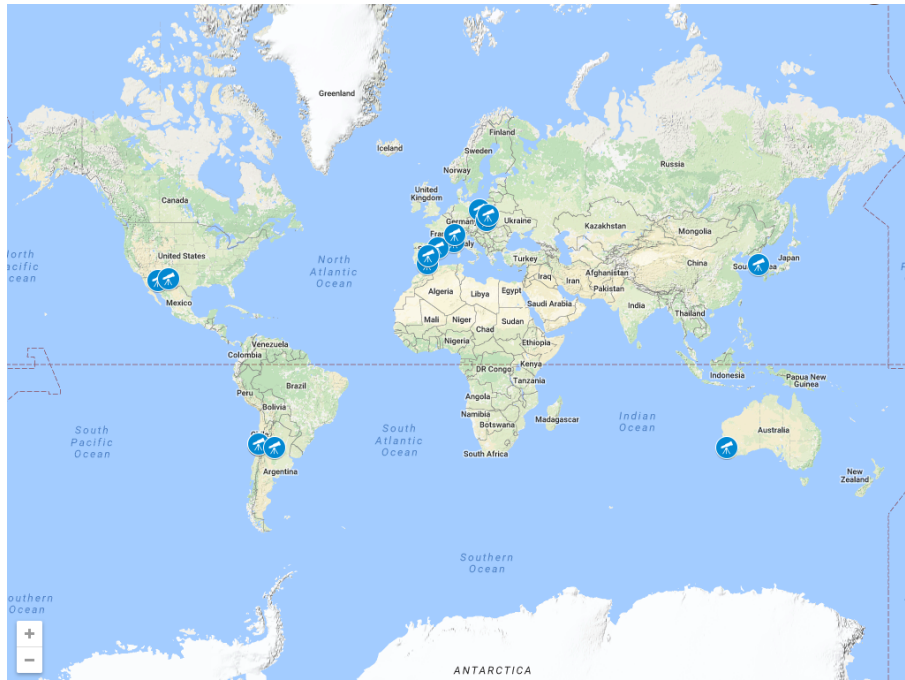 Greenland
Iceland
Finland
Sweden
Norway
Russia
United
Kingdom
Canada
Germany
Ukraine
Fran
Kazakhstan
Mongolia
North
Atlantic
Ocean
United States
Turkey
China
Japan
Iraq
Iran
Afghanistan
Pakistan
Algeria
Libya
Egypt
Saudi Arabia
India
Mexico
Mali
Niger
Chad
Sudan
Thailand
Nigeria
Ethiopia
Venezuela
Colombia
Kenya
DR Congo
Tanzania
Indonesia
Papua New
Guinea
Peru
Brazil
Bolivia
Angola
Namibia
Botswana
Madagascar
South
Pacific
Ocean
South
Atlantic
Ocean
Indian
Ocean
Australia
South Africa
Argentina
New
Zealand
Southern
Ocean
Ocean
+
−
ANTARCTICA